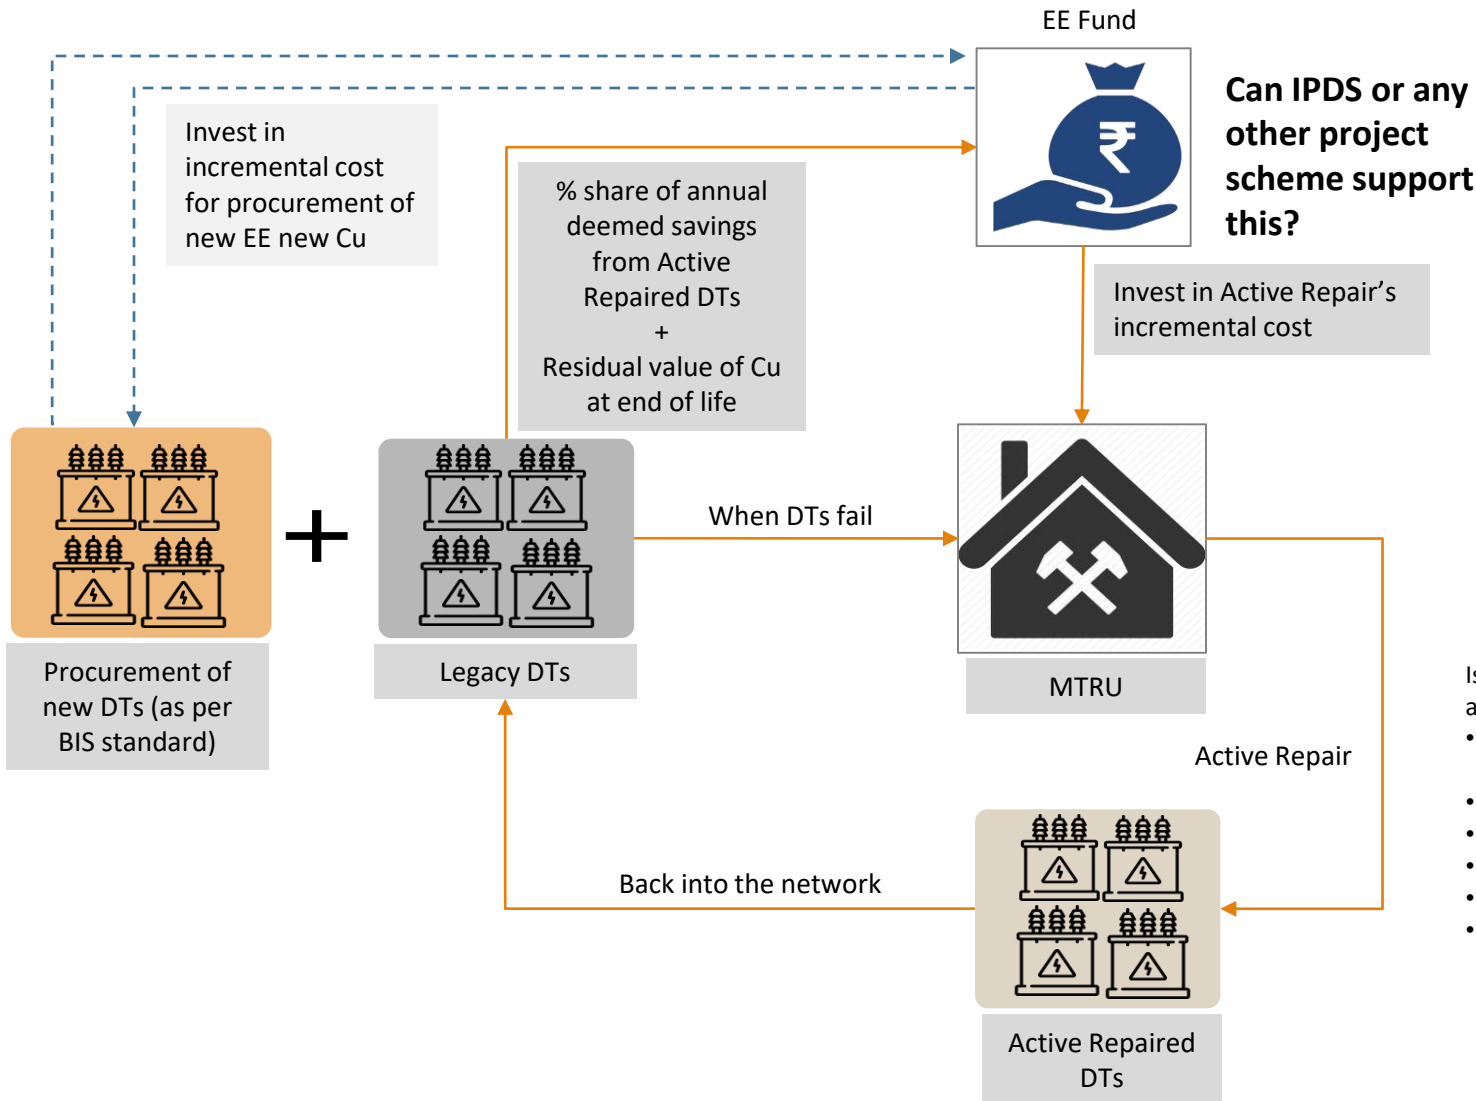 EE Fund
Can IPDS or any
other project
scheme support
this?
Invest in
incremental cost
for procurement of
new EE new Cu
% share of annual
deemed savings
from Active
Repaired DTs
+
Residual value of Cu
at end of life
₹
Invest in Active Repair’s
incremental cost
When DTs fail
Procurement of
new DTs (as per
BIS standard)
Legacy DTs
MTRU
Active Repair
Back into the network
Active Repaired
DTs